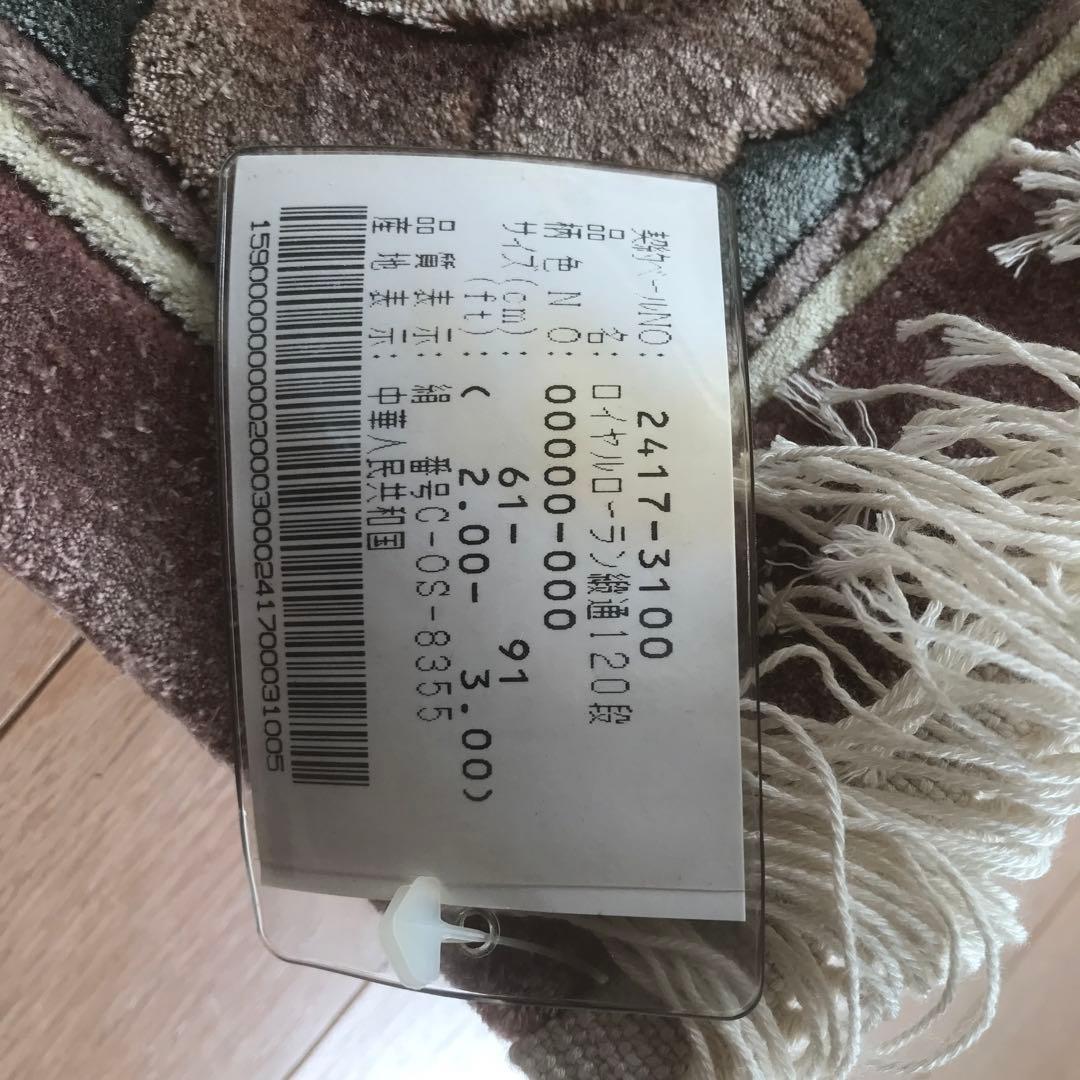 契約ベールNO: 2417-3100
品名: ロイヤルローラン緞通120段
柄色NO: 00000-000
サイズ(cm): 61- 91
(ft): ( 2.00- 3.00)
品質表示: 絹 番号C-OS-8355
産地表示: 中華人民共和国
15900000000020003000241700031005